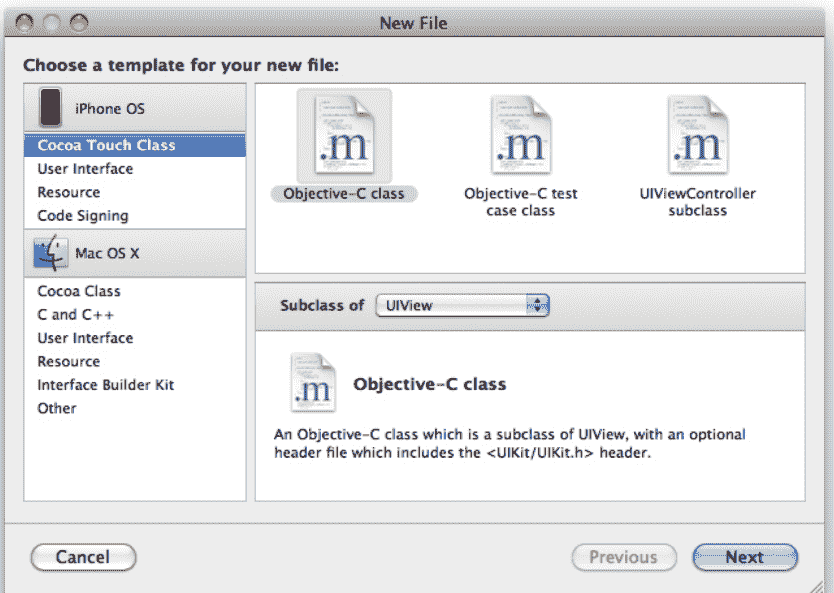 New File
Choose a template for your new file:
iPhone OS
Cocoa Touch Class
User Interface
Resource
Code Signing
Mac OS X
Cocoa Class
C and C++
User Interface
Resource
Interface Builder Kit
Other
.m
Objective-C class
.m
Objective-C test
case class
.m
UIViewController
subclass
Subclass of UIView
.m
Objective-C class
An Objective-C class which is a subclass of UIView, with an optional
header file which includes the <UIKit/UIKit.h> header.
Cancel
Previous
Next